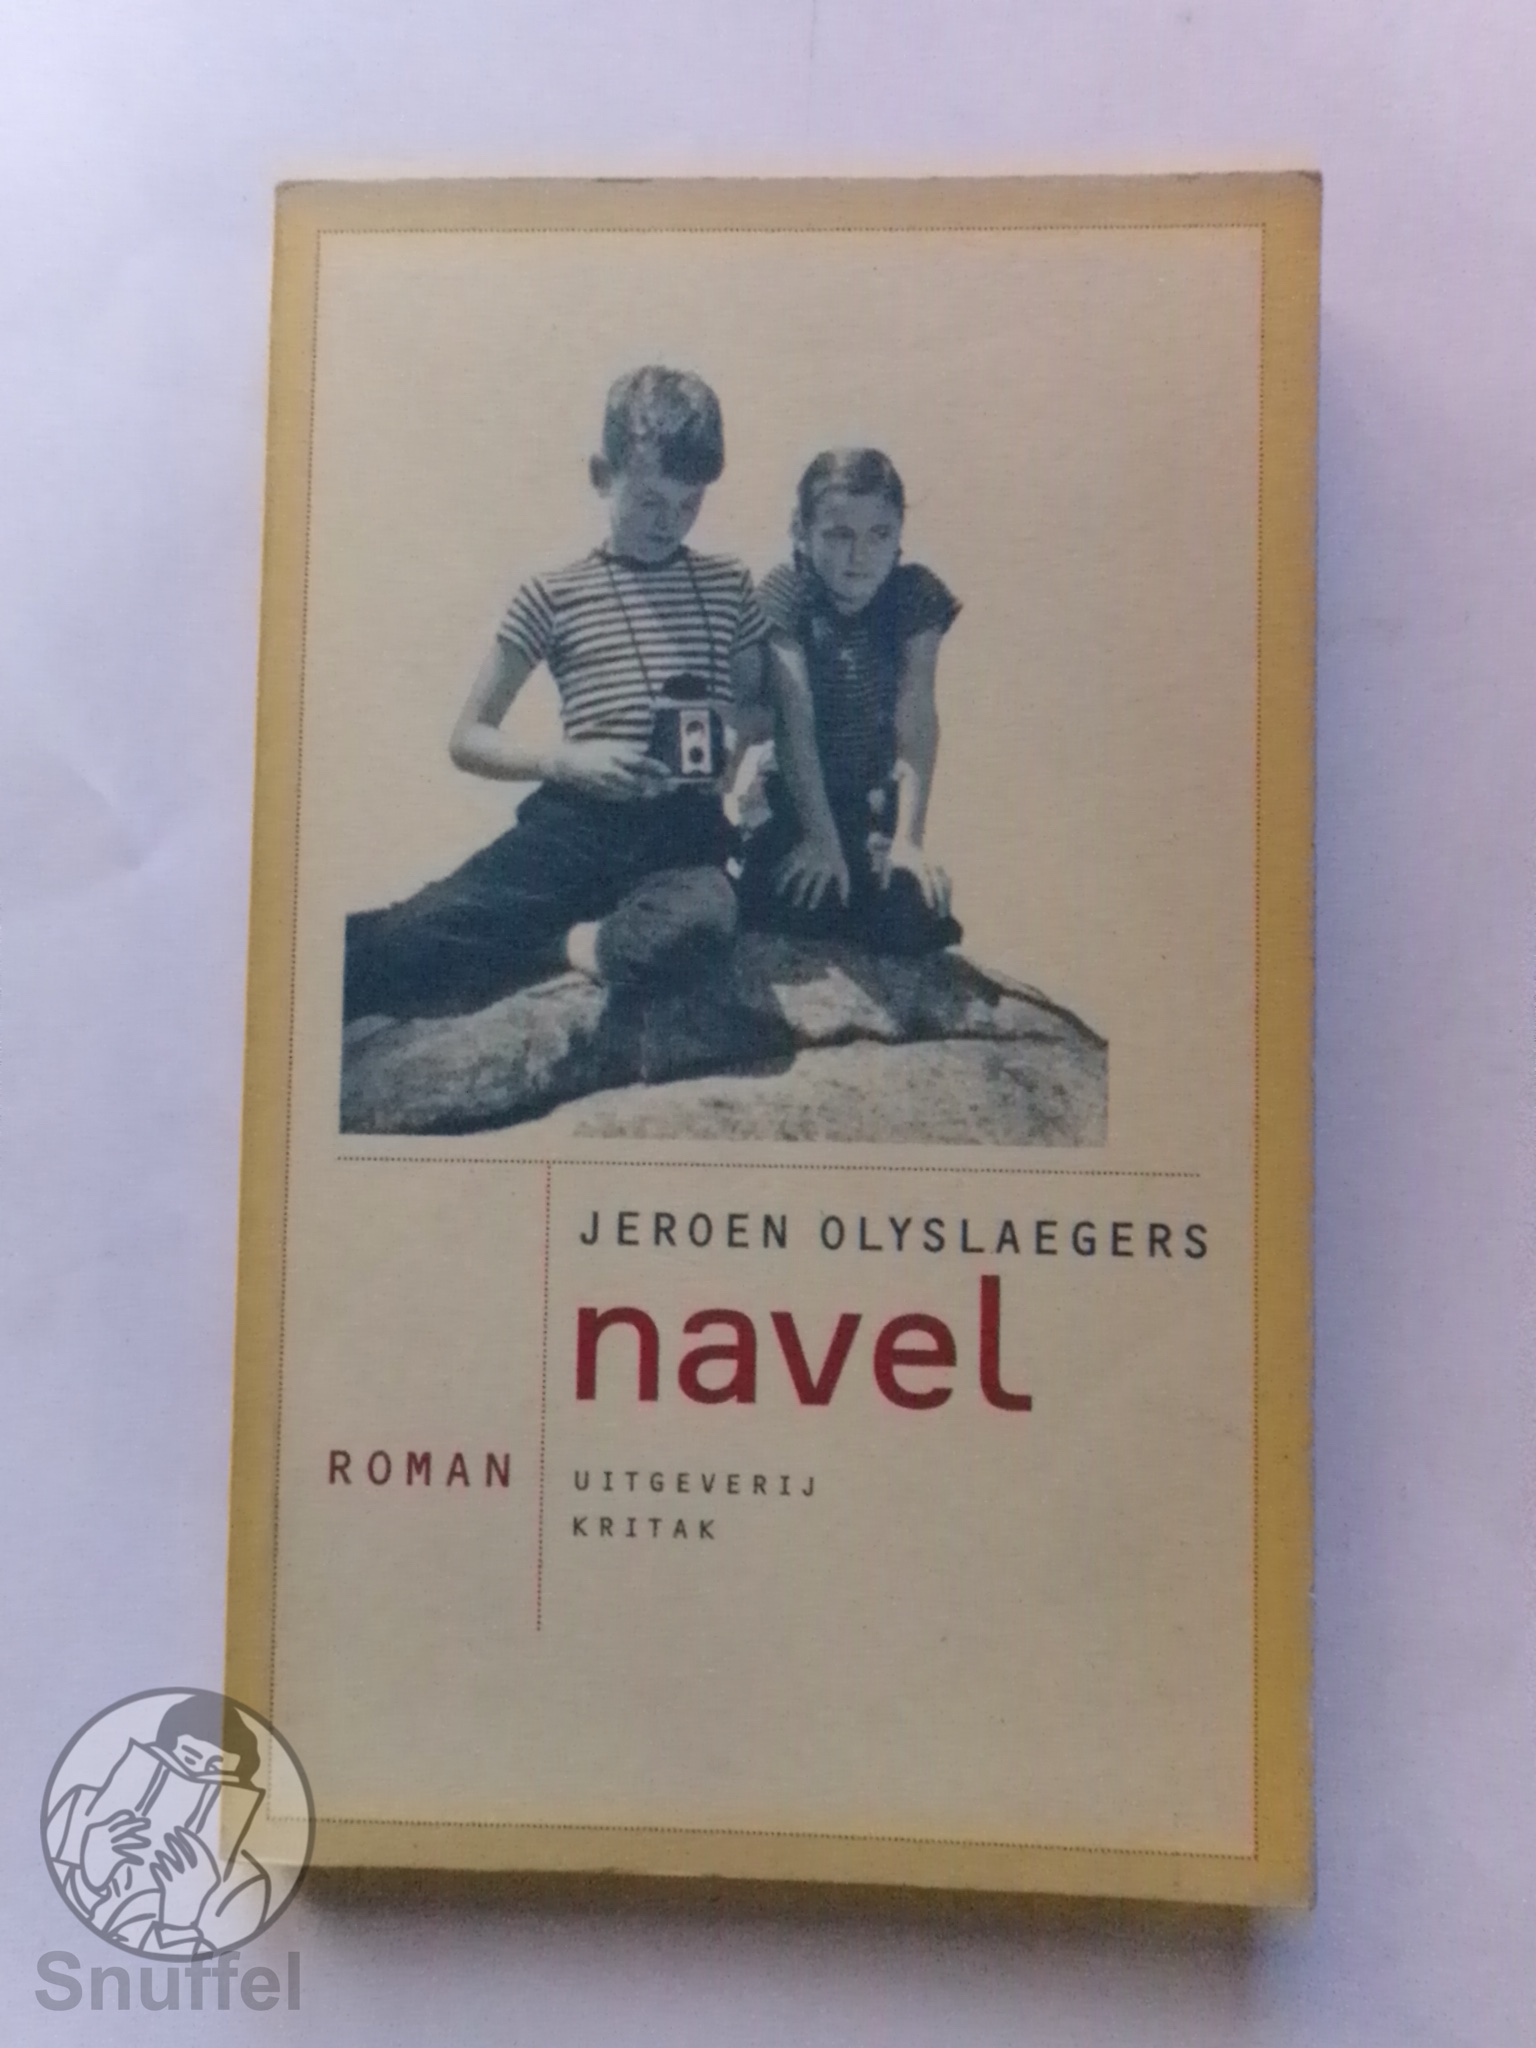 JEROEN OLYSLAEGERS
navel
ROMAN
UITGEVERIJ
KRITAK
Snuffel